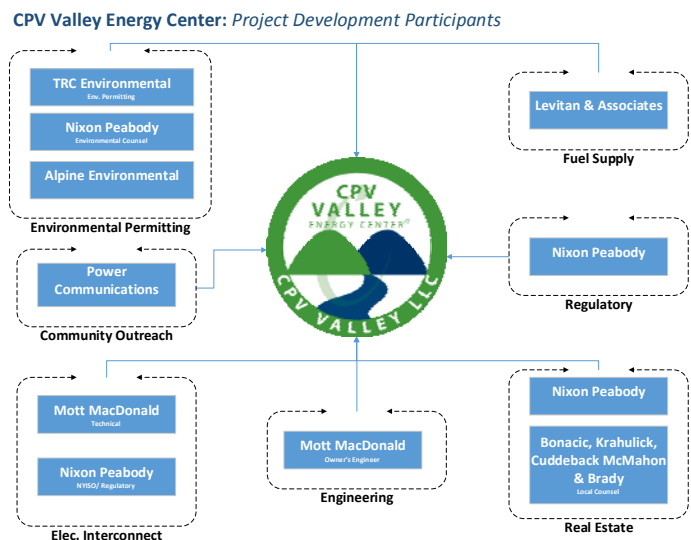 CPV Valley Energy Center: Project Development Participants
TRC Environmental
Env. Permitting
Nixon Peabody
Environmental Counsel
Alpine Environmental
Environmental Permitting
Levitan & Associates
Fuel Supply
CPV
VALLEY
ENERGY CENTER
CPV VALLEY LLC
Power
Communications
Community Outreach
Nixon Peabody
Regulatory
Mott MacDonald
Technical
Nixon Peabody
NYISO/ Regulatory
Elec. Interconnect
Mott MacDonald
Owner's Engineer
Engineering
Nixon Peabody
Bonacic, Krahulick,
Cuddeback McMahon
& Brady
Local Counsel
Real Estate